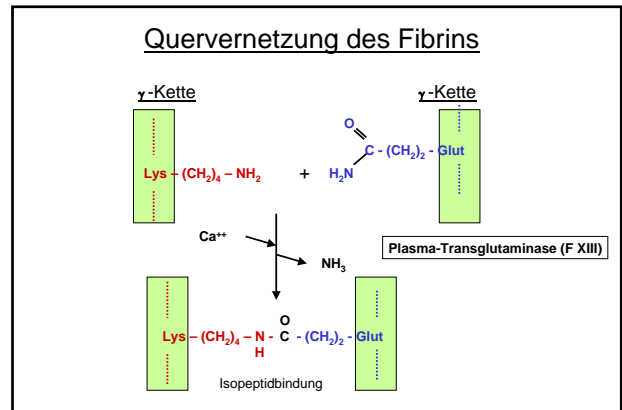 Quervernetzung des Fibrins
γ-Kette γ-Kette
O
Lys – (CH₂)₄ – NH₂ + C - (CH₂)₂ – Glut
H₂N
Ca⁺⁺
Plasma-Transglutaminase (F XIII)
NH₃
O
Lys – (CH₂)₄ – N - C - (CH₂)₂ – Glut
H
Isopeptidbindung